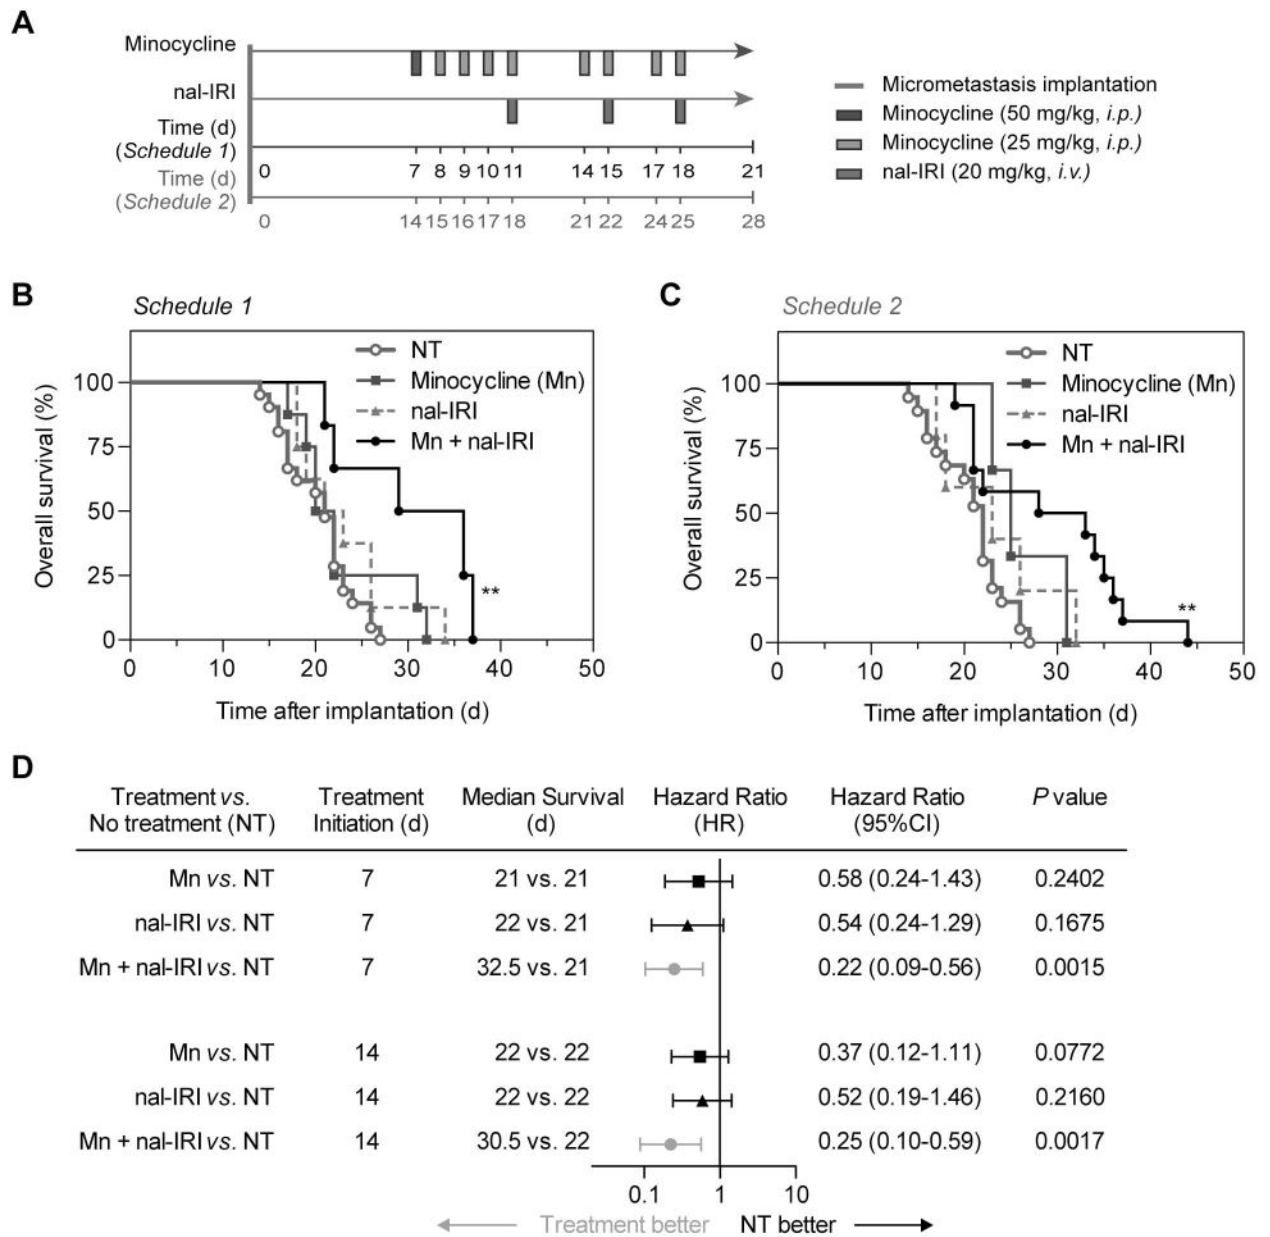 A
Minocycline
nal-IRI
Time (d)
(Schedule 1)
0 7 8 9 10 11 14 15 17 18 21
Time (d)
(Schedule 2)
0 14 15 16 17 18 21 22 24 25 28
Micrometastasis implantation
Minocycline (50 mg/kg, i.p.)
Minocycline (25 mg/kg, i.p.)
nal-IRI (20 mg/kg, i.v.)
B
Schedule 1
NT
Minocycline (Mn)
nal-IRI
Mn + nal-IRI
Overall survival (%)
100
75
50
25
0
**
0 10 20 30 40 50
Time after implantation (d)
C
Schedule 2
NT
Minocycline (Mn)
nal-IRI
Mn + nal-IRI
Overall survival (%)
100
75
50
25
0
**
0 10 20 30 40 50
Time after implantation (d)
D
Treatment vs. Treatment Median Survival Hazard Ratio Hazard Ratio P value
No treatment (NT) Initiation (d) (d) (HR) (95%CI)
Mn vs. NT 7 21 vs. 21 0.58 (0.24-1.43) 0.2402
nal-IRI vs. NT 7 22 vs. 21 0.54 (0.24-1.29) 0.1675
Mn + nal-IRI vs. NT 7 32.5 vs. 21 0.22 (0.09-0.56) 0.0015
Mn vs. NT 14 22 vs. 22 0.37 (0.12-1.11) 0.0772
nal-IRI vs. NT 14 22 vs. 22 0.52 (0.19-1.46) 0.2160
Mn + nal-IRI vs. NT 14 30.5 vs. 22 0.25 (0.10-0.59) 0.0017
0.1 1 10
Treatment better NT better